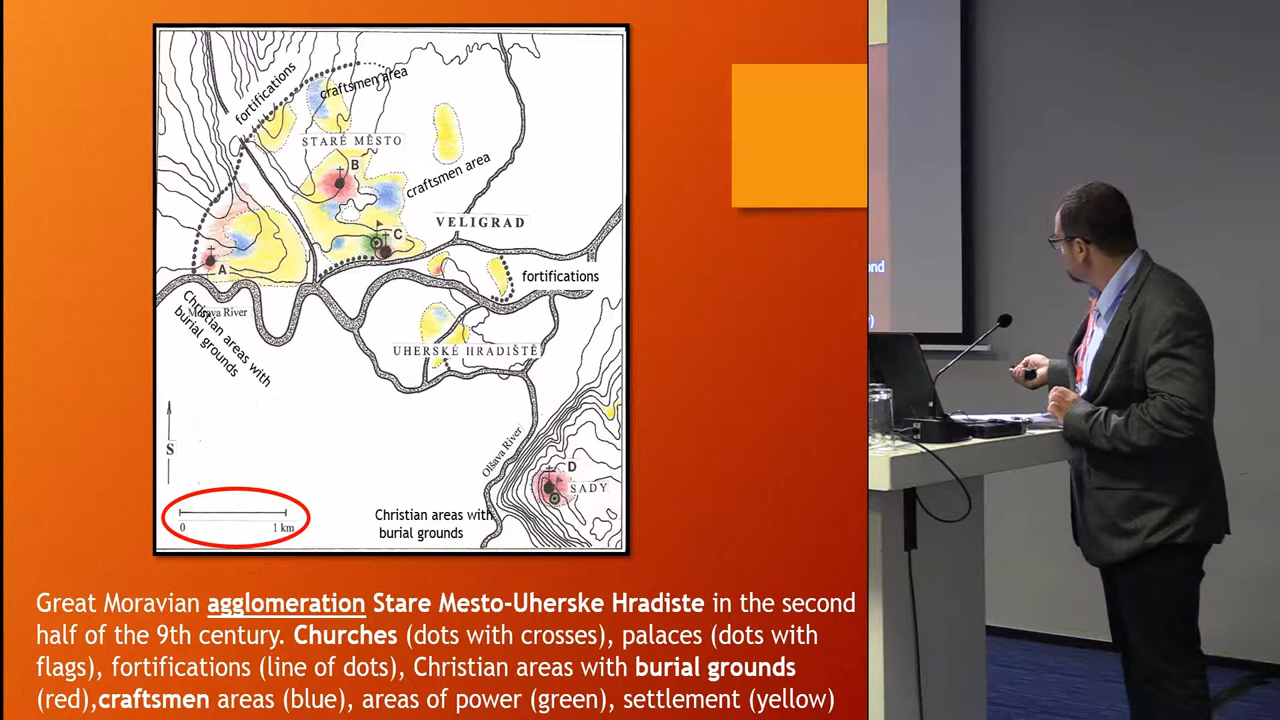 fortifications
craftsmen area
STARÉ MĚSTO
B
craftsmen area
VELIGRAD
C
A
fortifications
Morava River
Christian areas with
burial grounds
UHERSKÉ HRADIŠTĚ
S
Olšava River
D
SADY
0 1 km
Christian areas with
burial grounds
Great Moravian agglomeration Stare Mesto-Uherske Hradiste in the second
half of the 9th century. Churches (dots with crosses), palaces (dots with
flags), fortifications (line of dots), Christian areas with burial grounds
(red),craftsmen areas (blue), areas of power (green), settlement (yellow)
ond
)